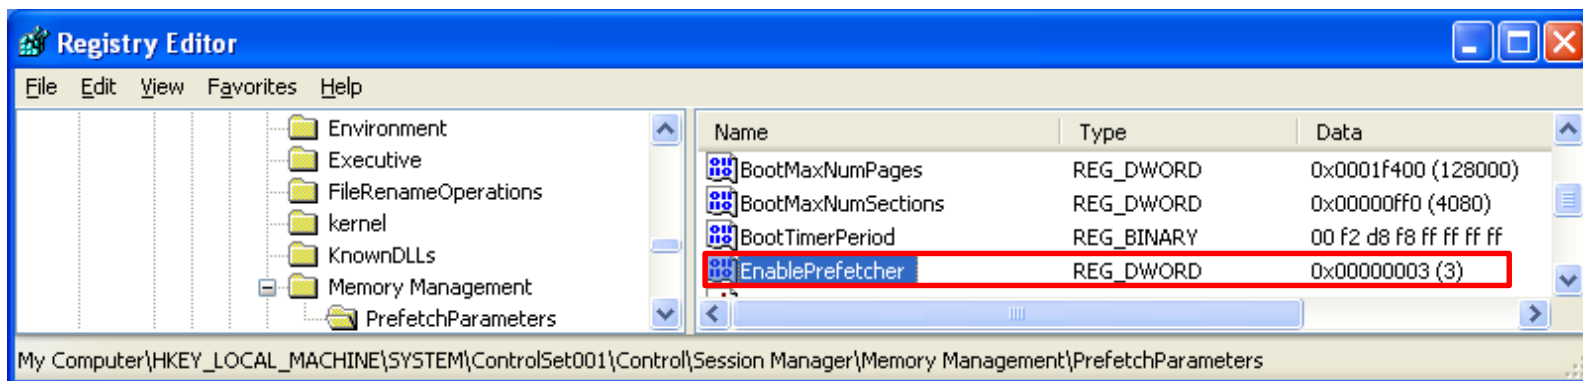 Registry Editor
File Edit View Favorites Help
Environment
Executive
FileRenameOperations
kernel
KnownDLLs
Memory Management
PrefetchParameters
Name Type Data
BootMaxNumPages REG_DWORD 0x0001f400 (128000)
BootMaxNumSections REG_DWORD 0x00000ff0 (4080)
BootTimerPeriod REG_BINARY 00 f2 d8 f8 ff ff ff ff
EnablePrefetcher REG_DWORD 0x00000003 (3)
My Computer\HKEY_LOCAL_MACHINE\SYSTEM\ControlSet001\Control\Session Manager\Memory Management\PrefetchParameters